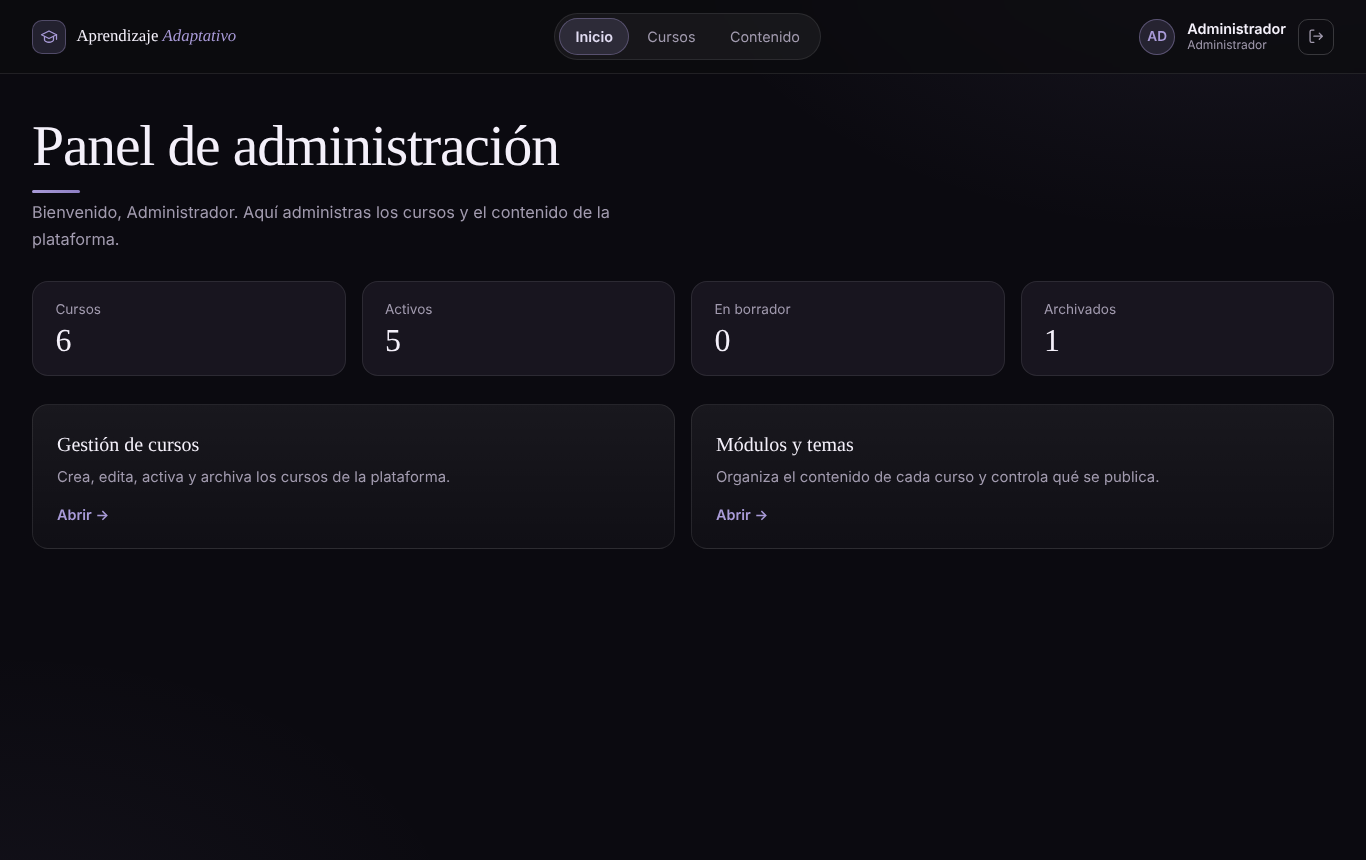 Aprendizaje Adaptativo
Inicio
Cursos
Contenido
AD
Administrador
Administrador
Panel de administración
Bienvenido, Administrador. Aquí administras los cursos y el contenido de la
plataforma.
Cursos
6
Activos
5
En borrador
0
Archivados
1
Gestión de cursos
Crea, edita, activa y archiva los cursos de la plataforma.
Abrir →
Módulos y temas
Organiza el contenido de cada curso y controla qué se publica.
Abrir →